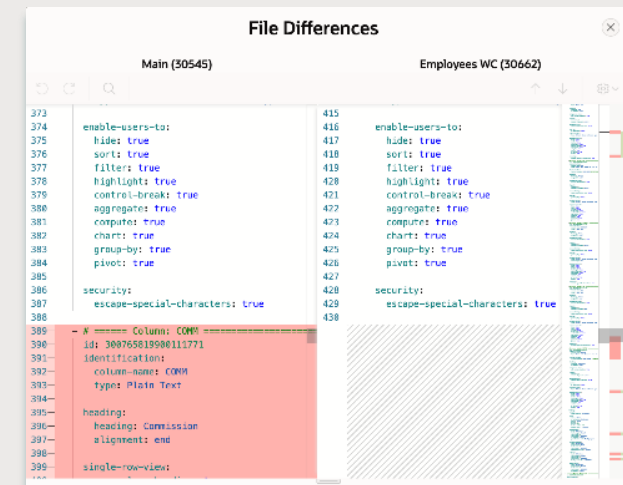 File Differences
Main (30545)
Employees WC (30662)
373
374 enable-users-to:
375 hide: true
376 sort: true
377 filter: true
378 highlight: true
379 control-break: true
380 aggregate: true
381 compute: true
382 chart: true
383 group-by: true
384 pivot: true
385
386 security:
387 escape-special-characters: true
388
389 - # ====== Column: COMM ====================
390− id: 300765819900111771
391− identification:
392− column-name: COMM
393− type: Plain Text
394−
395− heading:
396− heading: Commission
397− alignment: end
398−
399− single-row-view:
415
416 enable-users-to:
417 hide: true
418 sort: true
419 filter: true
420 highlight: true
421 control-break: true
422 aggregate: true
423 compute: true
424 chart: true
425 group-by: true
426 pivot: true
427
428 security:
429 escape-special-characters: true
430